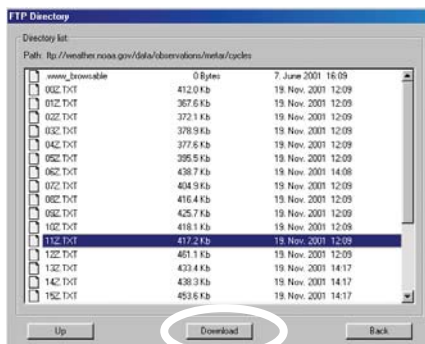 FTP Directory
Directory list:
Path: ftp://weather.noaa.gov/data/observations/metar/cycles
.www_browsable 0 Bytes 7. June 2001 16:09
00Z.TXT 412.0 Kb 19. Nov. 2001 12:09
01Z.TXT 367.6 Kb 19. Nov. 2001 12:09
02Z.TXT 372.1 Kb 19. Nov. 2001 12:09
03Z.TXT 378.9 Kb 19. Nov. 2001 12:09
04Z.TXT 377.6 Kb 19. Nov. 2001 12:09
05Z.TXT 395.5 Kb 19. Nov. 2001 12:09
06Z.TXT 438.7 Kb 19. Nov. 2001 14:08
07Z.TXT 404.9 Kb 19. Nov. 2001 12:09
08Z.TXT 416.4 Kb 19. Nov. 2001 12:09
09Z.TXT 425.7 Kb 19. Nov. 2001 12:09
10Z.TXT 418.1 Kb 19. Nov. 2001 12:09
11Z.TXT 417.2 Kb 19. Nov. 2001 12:09
12Z.TXT 461.1 Kb 19. Nov. 2001 12:09
13Z.TXT 433.4 Kb 19. Nov. 2001 14:17
14Z.TXT 438.3 Kb 19. Nov. 2001 14:17
15Z.TXT 453.6 Kb 19. Nov. 2001 14:17
Up Download Back